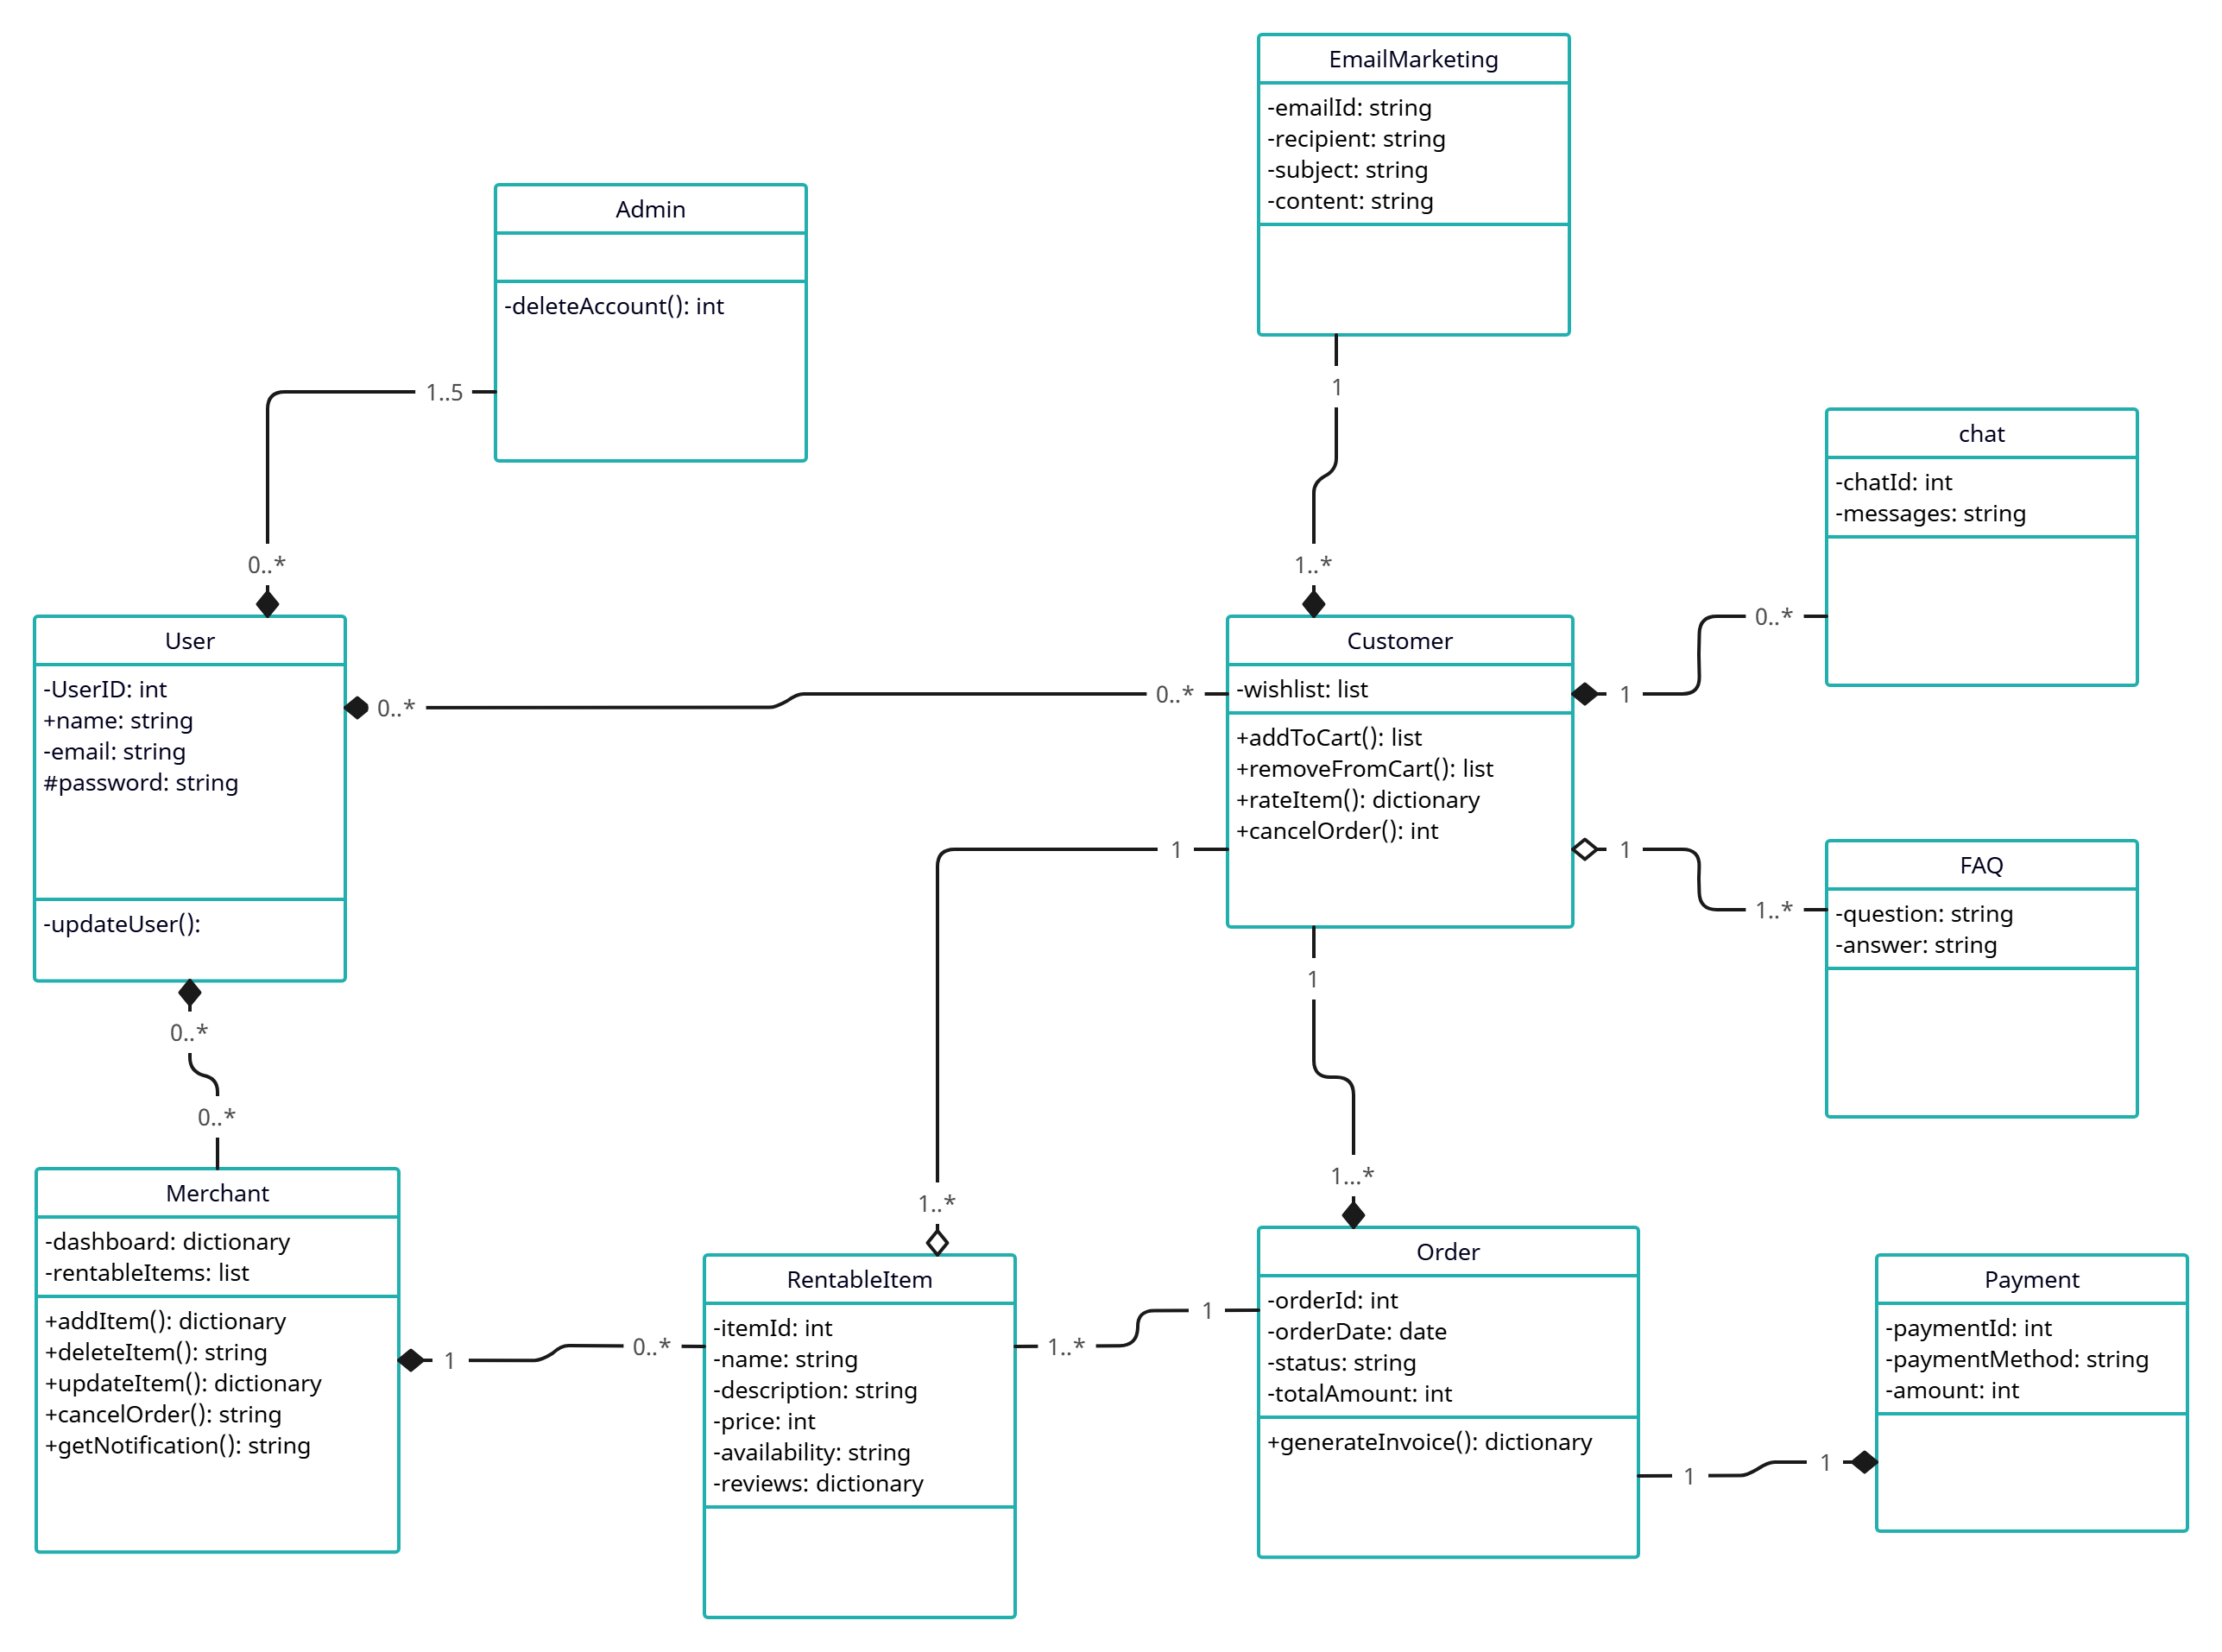 EmailMarketing
-emailId: string
-recipient: string
-subject: string
-content: string
Admin
-deleteAccount(): int
1..5
0..*
1
1..*
chat
-chatId: int
-messages: string
User
-UserID: int
+name: string
-email: string
#password: string
-updateUser():
0..*
0..*
Customer
-wishlist: list
+addToCart(): list
+removeFromCart(): list
+rateItem(): dictionary
+cancelOrder(): int
1
0..*
1
1..*
FAQ
-question: string
-answer: string
1
1..*
1
1...*
0..*
0..*
Merchant
-dashboard: dictionary
-rentableItems: list
+addItem(): dictionary
+deleteItem(): string
+updateItem(): dictionary
+cancelOrder(): string
+getNotification(): string
1
0..*
RentableItem
-itemId: int
-name: string
-description: string
-price: int
-availability: string
-reviews: dictionary
1..*
1
Order
-orderId: int
-orderDate: date
-status: string
-totalAmount: int
+generateInvoice(): dictionary
1
1
Payment
-paymentId: int
-paymentMethod: string
-amount: int